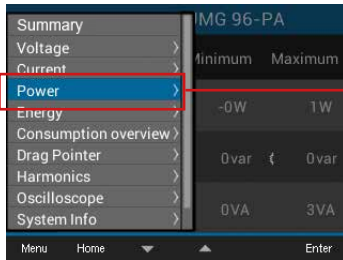 Summary
UMG 96-PA
Voltage
Minimum Maximum
Current
Power
Energy
-0W 1W
Consumption overview
Drag Pointer
0var 0var
Harmonics
Oscilloscope
0VA 3VA
System Info
Menu Home Enter